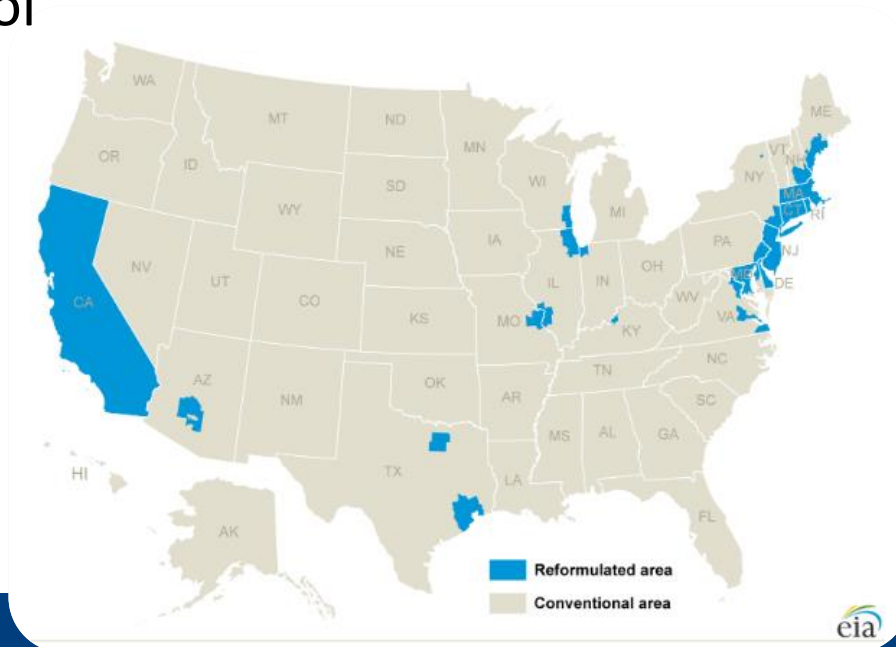 ol
WA
MT
ND
MN
ME
OR
ID
SD
WI
MI
NY
VT
NH
MA
CT
RI
WY
NV
UT
CO
NE
IA
IL
IN
OH
PA
NJ
MD
DE
CA
KS
MO
KY
WV
VA
AZ
NM
OK
AR
TN
NC
SC
MS
AL
GA
TX
LA
FL
HI
AK
Reformulated area
Conventional area
eia